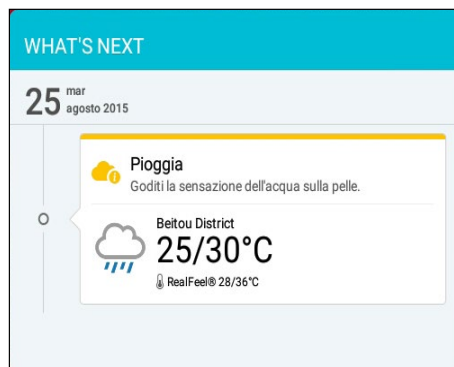 WHAT'S NEXT
25 mar
agosto 2015
Pioggia
Goditi la sensazione dell'acqua sulla pelle.
Beitou District
25/30°C
RealFeel® 28/36°C